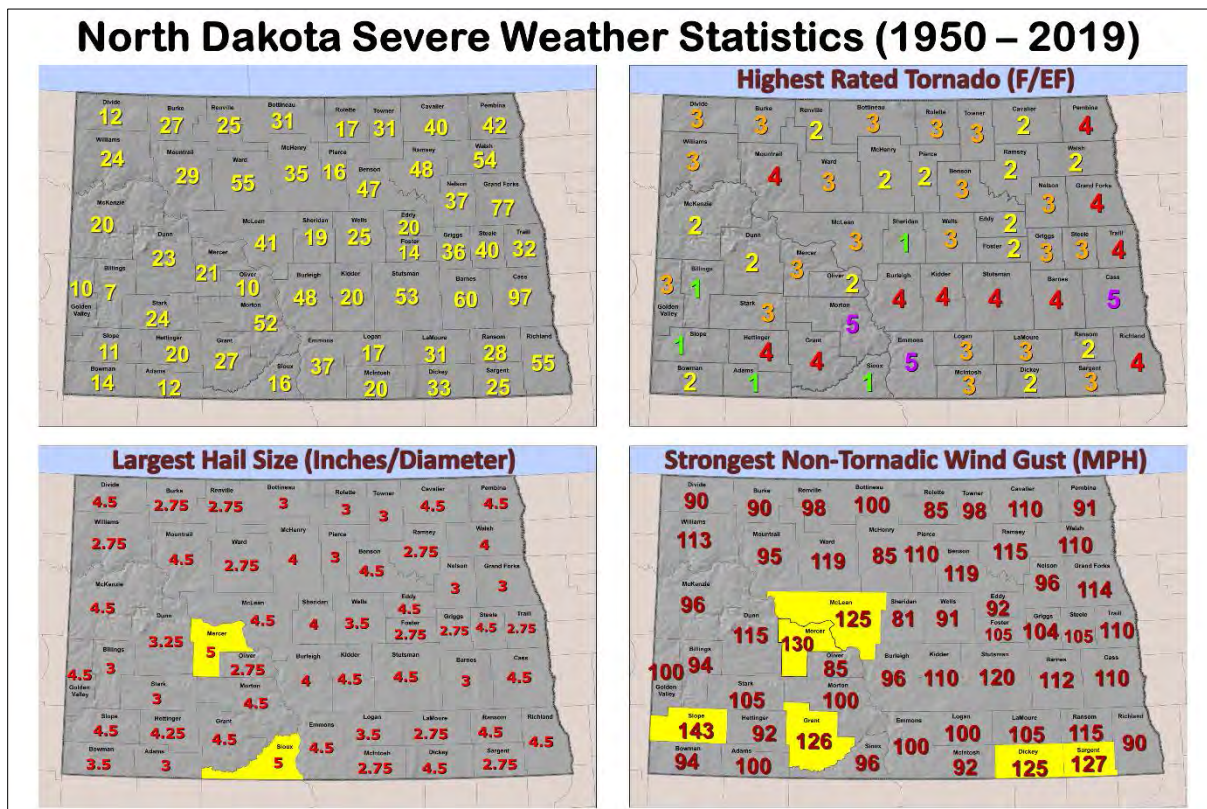 North Dakota Severe Weather Statistics (1950 – 2019)
Divide Burke Renville Bottineau Rolette Towner Cavalier Pembina
12 27 25 31 17 31 40 42
Williams Mountrail Ward McHenry Pierce Benson Ramsey Walsh
24 29 55 35 16 47 48 54
Nelson Grand Forks
37 77
McKenzie Dunn Mercer McLean Sheridan Wells Eddy Foster Griggs Steele Traill
20 23 21 41 19 25 20 14 36 40 32
Golden Valley Billings Stark Oliver Morton Burleigh Kidder Stutsman Barnes Cass
10 7 24 10 52 48 20 53 60 97
Slope Hettinger Grant Emmons Logan LaMoure Ransom Richland
11 20 27 37 17 31 28 55
Bowman Adams Sioux McIntosh Dickey Sargent
14 12 16 20 33 25
Highest Rated Tornado (F/EF)
Divide Burke Renville Bottineau Rolette Towner Cavalier Pembina
3 3 2 3 3 3 2 4
Williams Mountrail Ward McHenry Pierce Benson Ramsey Walsh
3 4 3 2 2 3 2 2
Nelson Grand Forks
3 4
McKenzie Dunn Mercer McLean Sheridan Wells Eddy Foster Griggs Steele Traill
2 2 3 3 1 3 2 2 3 3 4
Golden Valley Billings Stark Oliver Morton Burleigh Kidder Stutsman Barnes Cass
3 1 3 2 5 4 4 4 4 5
Slope Hettinger Grant Emmons Logan LaMoure Ransom Richland
1 4 4 5 3 3 2 4
Bowman Adams Sioux McIntosh Dickey Sargent
2 1 1 3 2 3
Largest Hail Size (Inches/Diameter)
Divide Burke Renville Bottineau Rolette Towner Cavalier Pembina
4.5 2.75 2.75 3 3 3 4.5 4.5
Williams Mountrail Ward McHenry Pierce Benson Ramsey Walsh
2.75 4.5 2.75 4 3 4.5 2.75 4
Nelson Grand Forks
3 3
McKenzie Dunn Mercer McLean Sheridan Wells Eddy Foster Griggs Steele Traill
4.5 3.25 5 4.5 4 3.5 4.5 2.75 2.75 4.5 2.75
Golden Valley Billings Stark Oliver Morton Burleigh Kidder Stutsman Barnes Cass
4.5 3 3 2.75 4.5 4 4.5 4.5 3 4.5
Slope Hettinger Grant Emmons Logan LaMoure Ransom Richland
4.5 4.25 4.5 4.5 3.5 2.75 4.5 4.5
Bowman Adams Sioux McIntosh Dickey Sargent
3.5 3 5 2.75 4.5 2.75
Strongest Non-Tornadic Wind Gust (MPH)
Divide Burke Renville Bottineau Rolette Towner Cavalier Pembina
90 90 98 100 85 98 110 91
Williams Mountrail Ward McHenry Pierce Benson Ramsey Walsh
113 95 119 85 110 119 115 110
Nelson Grand Forks
96 114
McKenzie Dunn Mercer McLean Sheridan Wells Eddy Foster Griggs Steele Traill
96 115 130 125 81 91 92 105 104 105 110
Golden Valley Billings Stark Oliver Morton Burleigh Kidder Stutsman Barnes Cass
100 94 105 85 100 96 110 120 112 110
Slope Hettinger Grant Emmons Logan LaMoure Ransom Richland
143 92 126 100 100 105 115 90
Bowman Adams Sioux McIntosh Dickey Sargent
94 100 96 92 125 127